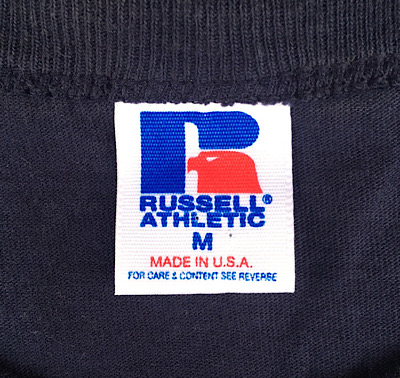 R
RUSSELL®
ATHLETIC
M
MADE IN U.S.A.
FOR CARE & CONTENT SEE REVERSE